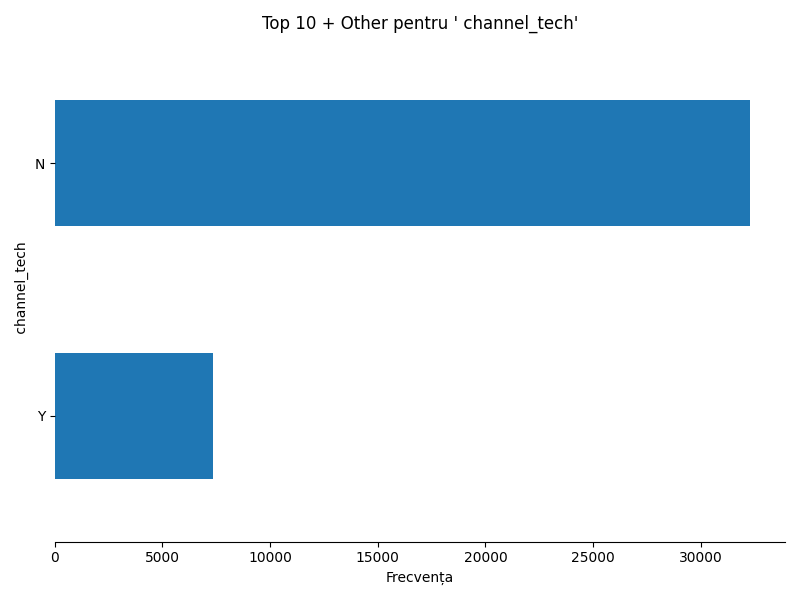 Top 10 + Other pentru ' channel_tech'
N
Y
channel_tech
0 5000 10000 15000 20000 25000 30000
Frecvența